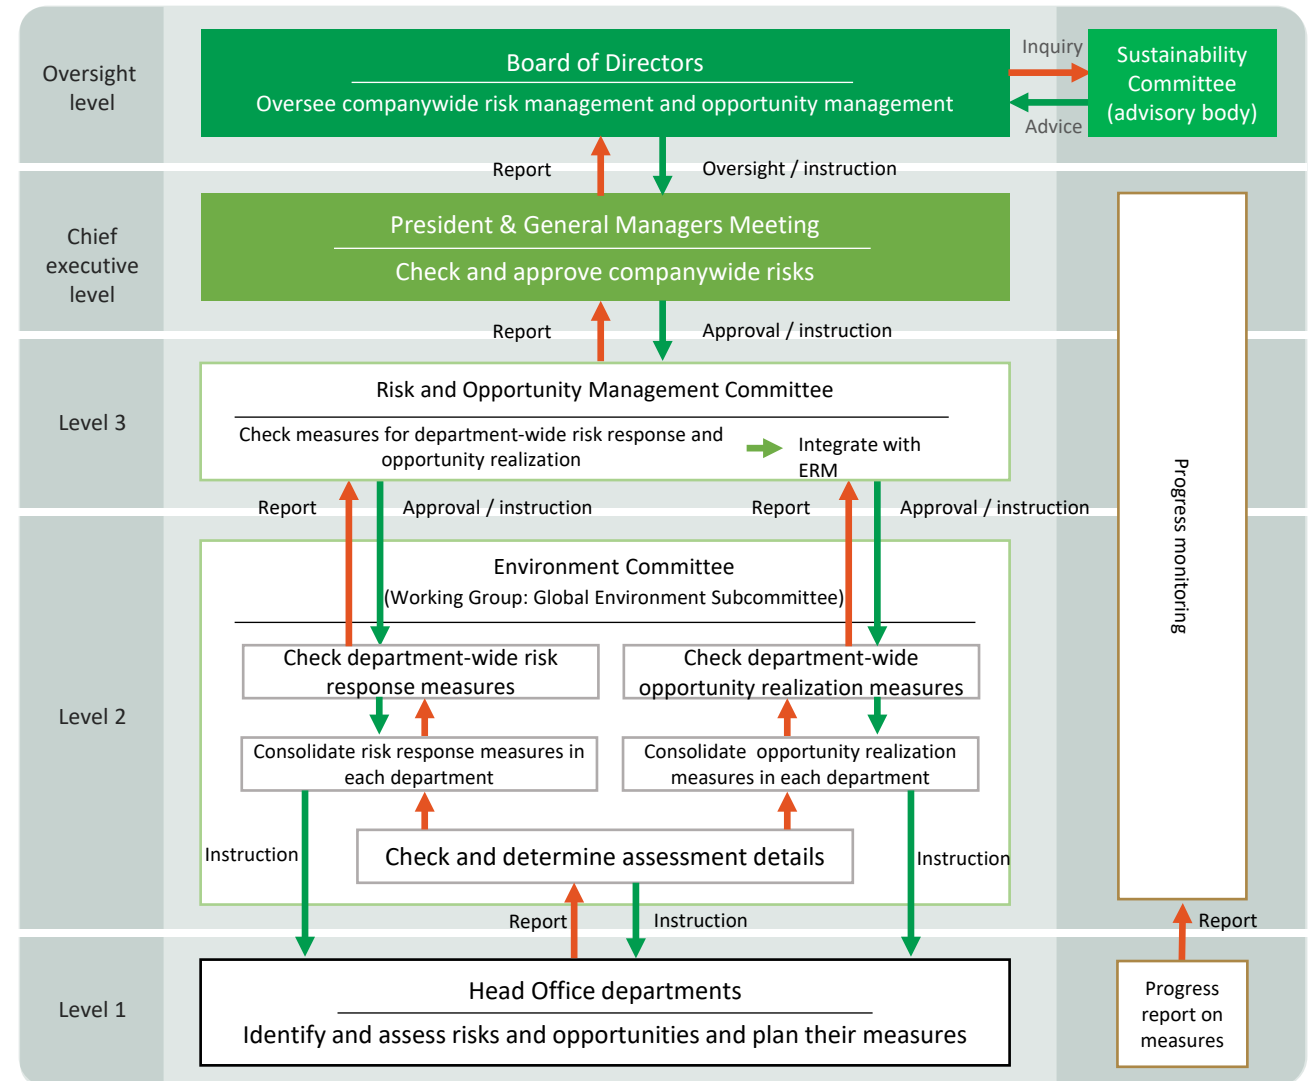 Oversight
level
Board of Directors
Oversee companywide risk management and opportunity management
Inquiry
Advice
Sustainability
Committee
(advisory body)
Report
Oversight / instruction
Chief
executive
level
President & General Managers Meeting
Check and approve companywide risks
Report
Approval / instruction
Level 3
Risk and Opportunity Management Committee
Check measures for department-wide risk response and
opportunity realization
Integrate with
ERM
Report
Approval / instruction
Report
Approval / instruction
Level 2
Environment Committee
(Working Group: Global Environment Subcommittee)
Check department-wide risk
response measures
Check department-wide
opportunity realization measures
Consolidate risk response measures in
each department
Consolidate opportunity realization
measures in each department
Instruction
Check and determine assessment details
Instruction
Report
Instruction
Level 1
Head Office departments
Identify and assess risks and opportunities and plan their measures
Progress monitoring
Report
Progress
report on
measures